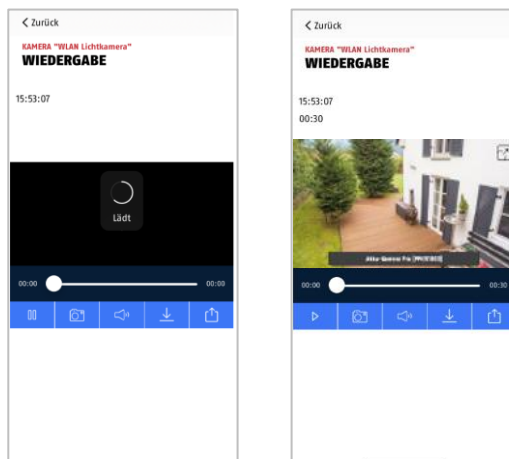 Zurück
KAMERA "WLAN Lichtkamera"
WIEDERGABE
15:53:07
Lädt
00:00
00:00
Zurück
KAMERA "WLAN Lichtkamera"
WIEDERGABE
15:53:07
00:30
00:00
00:30